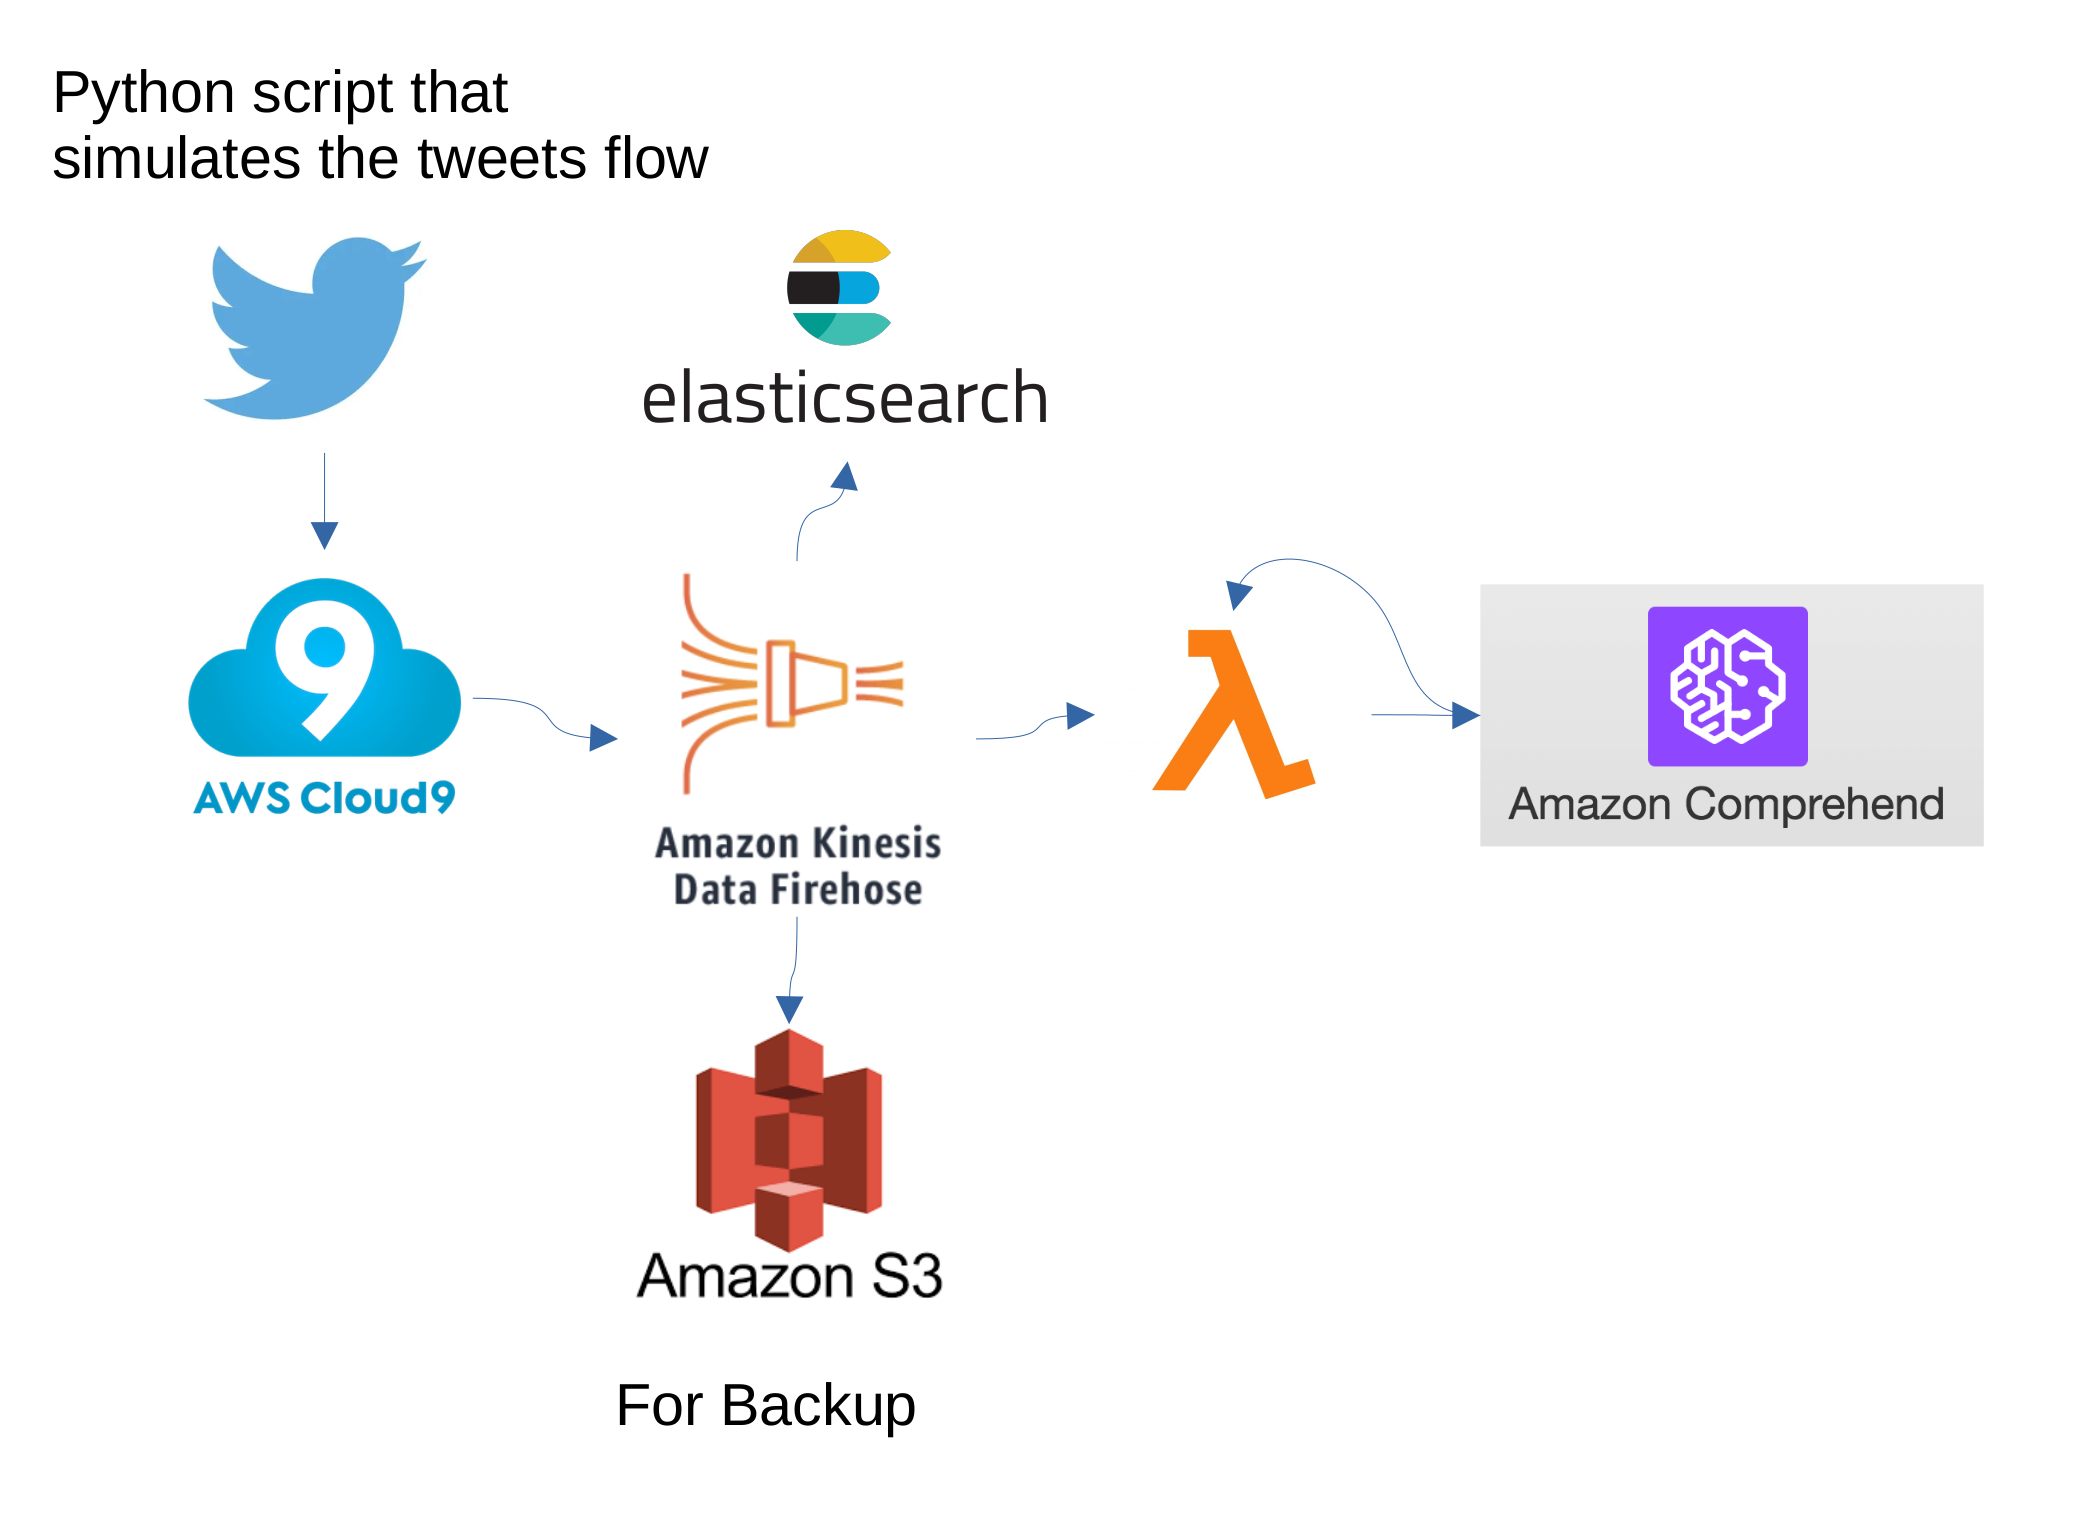 Python script that
simulates the tweets flow
elasticsearch
9
AWS Cloud9
Amazon Kinesis
Data Firehose
Amazon Comprehend
Amazon S3
For Backup